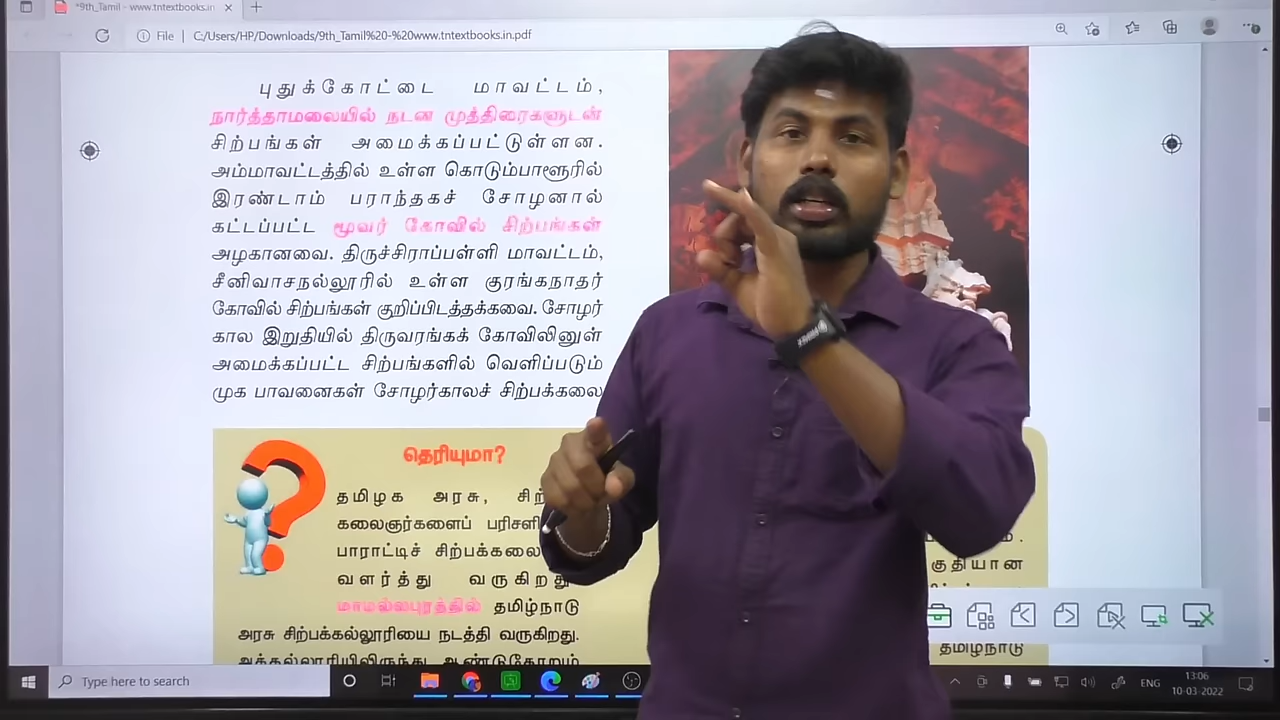 *9th_Tamil - www.tntextbooks.in
File
C:/Users/HP/Downloads/9th_Tamil%20-%20www.tntextbooks.in.pdf
புதுக்கோட்டை மாவட்டம்,
நார்த்தாமலையில் நடன முத்திரைகளுடன்
சிற்பங்கள் அமைக்கப்பட்டுள்ளன.
அம்மாவட்டத்தில் உள்ள கொடும்பாளூரில்
இரண்டாம் பராந்தகச் சோழனால்
கட்டப்பட்ட மூவர் கோவில் சிற்பங்கள்
அழகானவை. திருச்சிராப்பள்ளி மாவட்டம்,
சீனிவாசநல்லூரில் உள்ள குரங்கநாதர்
கோவில் சிற்பங்கள் குறிப்பிடத்தக்கவை. சோழர்
கால இறுதியில் திருவரங்கக் கோவிலினுள்
அமைக்கப்பட்ட சிற்பங்களில் வெளிப்படும்
முக பாவனைகள் சோழர்காலச் சிற்பக்கலை
தெரியுமா?
தமிழக அரசு,
கலைஞர்களைப்
பாராட்டிச் சிற்பக்கலை
வளர்த்து வருகிறது
மாமல்லபுரத்தில் தமிழ்நாடு
அரசு சிற்பக்கல்லூரியை நடத்தி வருகிறது.
அக்கல்லூரியிலிருந்து ஆண்டுதோறும்
தமிழ்நாடு
Type here to search
ENG
13:06
10-03-2022